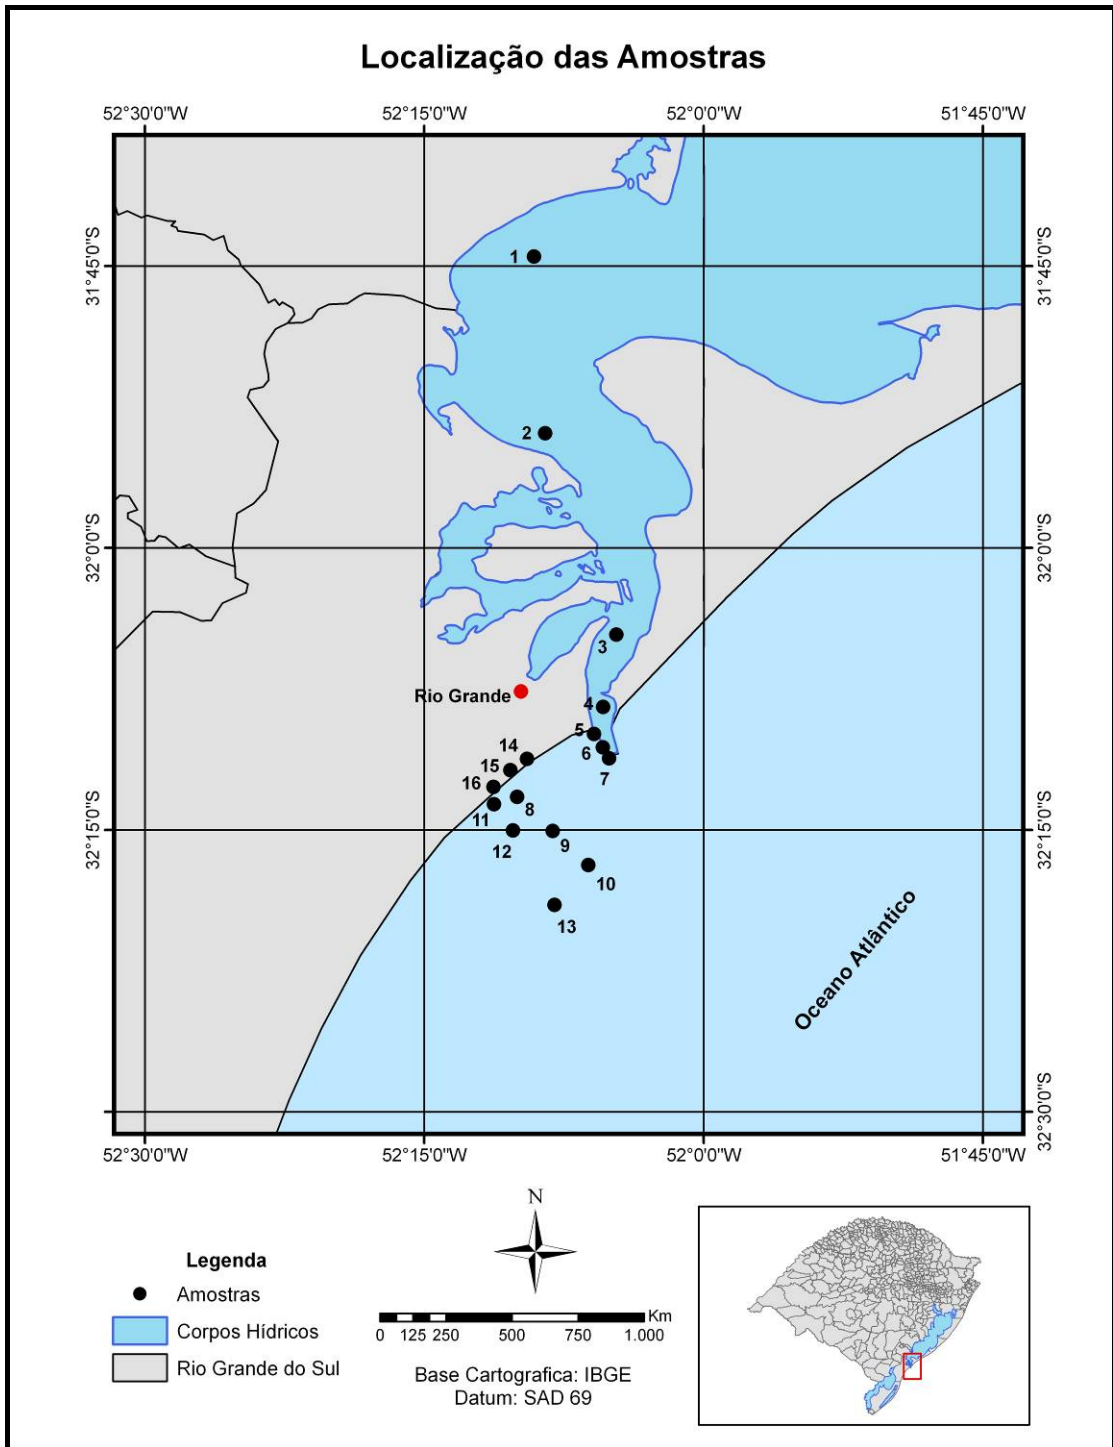 Localização das Amostras
52°30'0"W 52°15'0"W 52°0'0"W 51°45'0"W
31°45'0"S 31°45'0"S
1
2
32°0'0"S 32°0'0"S
3
Rio Grande
4
5
6
7
14
15
16
8
11
32°15'0"S 32°15'0"S
12
9
10
13
Oceano Atlântico
32°30'0"S
52°30'0"W 52°15'0"W 52°0'0"W 51°45'0"W
N
Legenda
Amostras
Corpos Hídricos
Rio Grande do Sul
Km
0 125 250 500 750 1.000
Base Cartografica: IBGE
Datum: SAD 69